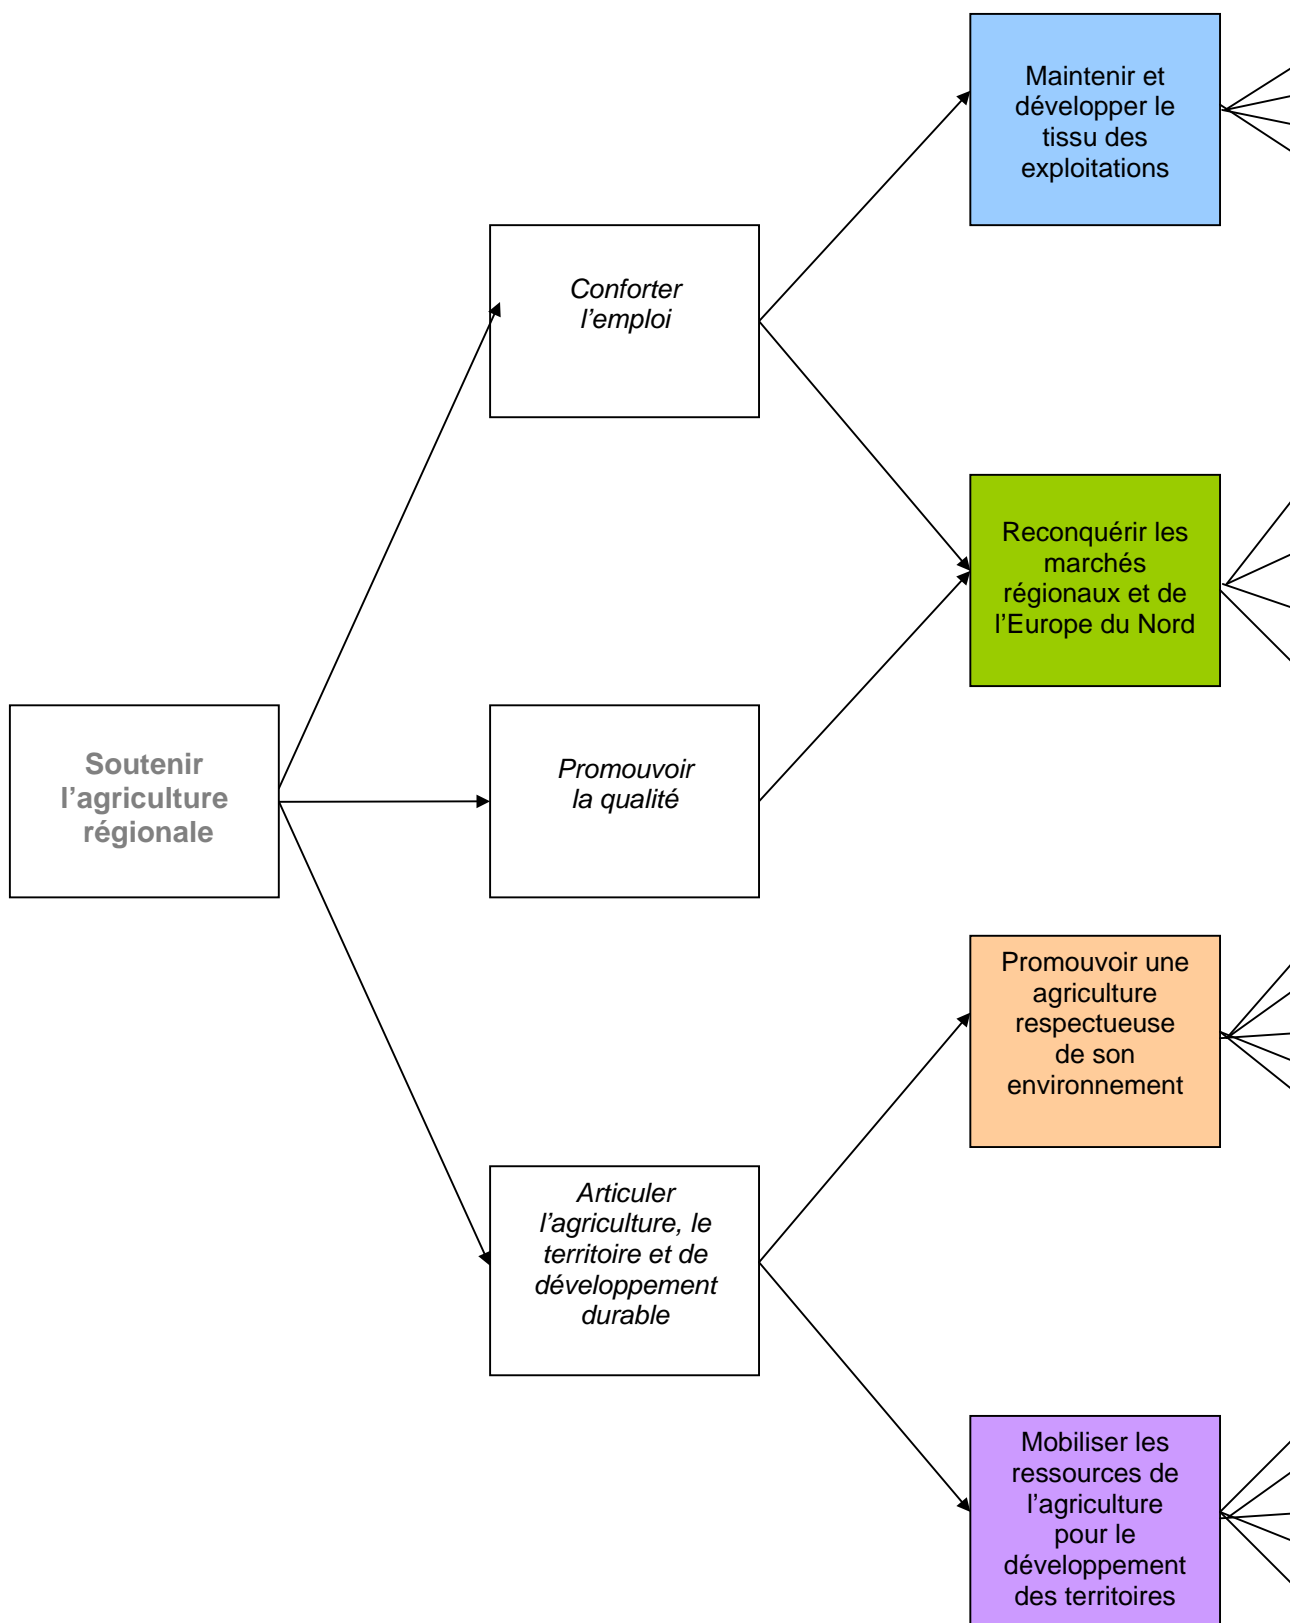 Soutenir
l’agriculture
régionale
Conforter
l’emploi
Promouvoir
la qualité
Articuler
l’agriculture, le
territoire et de
développement
durable
Maintenir et
développer le
tissu des
exploitations
Reconquérir les
marchés
régionaux et de
l’Europe du Nord
Promouvoir une
agriculture
respectueuse
de son
environnement
Mobiliser les
ressources de
l’agriculture
pour le
développement
des territoires